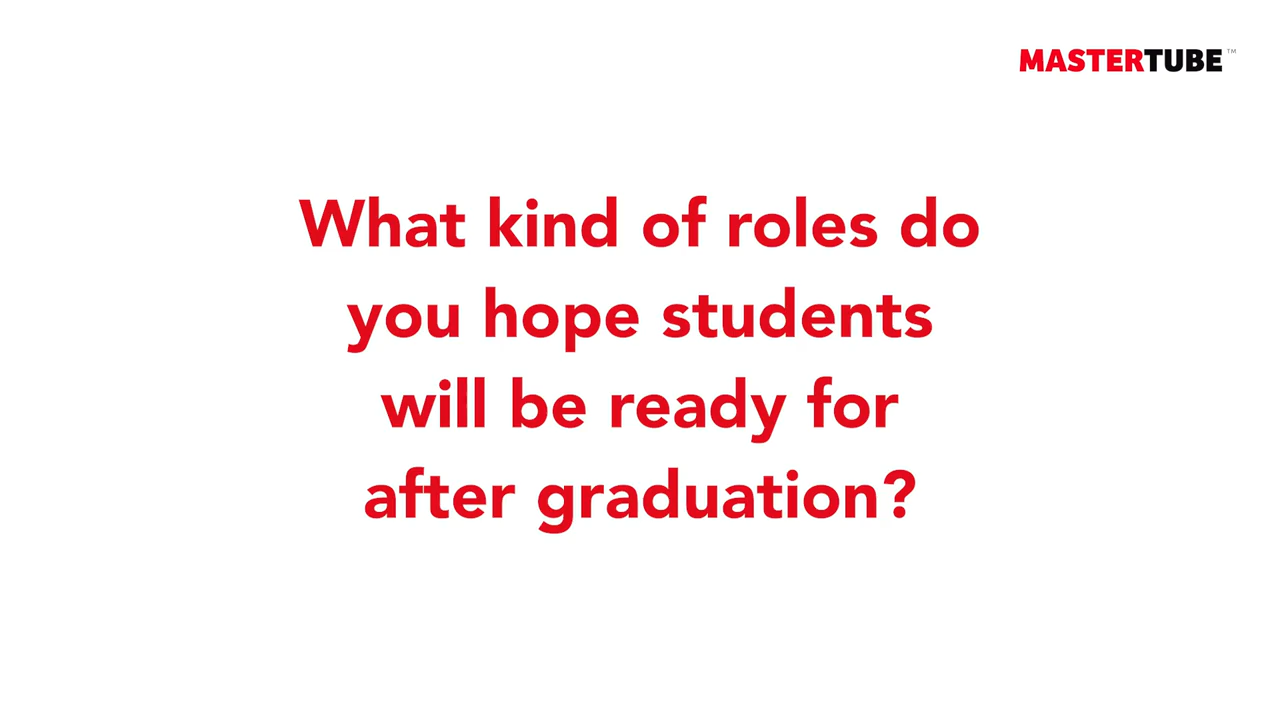 MASTERTUBE™
What kind of roles do
you hope students
will be ready for
after graduation?